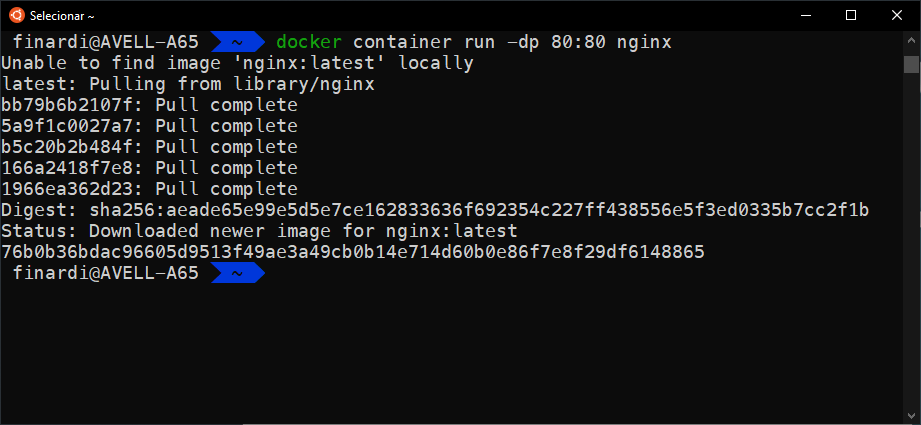 Selecionar ~
finardi@AVELL-A65 ~ docker container run -dp 80:80 nginx
Unable to find image 'nginx:latest' locally
latest: Pulling from library/nginx
bb79b6b2107f: Pull complete
5a9f1c0027a7: Pull complete
b5c20b2b484f: Pull complete
166a2418f7e8: Pull complete
1966ea362d23: Pull complete
Digest: sha256:aeade65e99e5d5e7ce162833636f692354c227ff438556e5f3ed0335b7cc2f1b
Status: Downloaded newer image for nginx:latest
76b0b36bdac96605d9513f49ae3a49cb0b14e714d60b0e86f7e8f29df6148865
finardi@AVELL-A65 ~